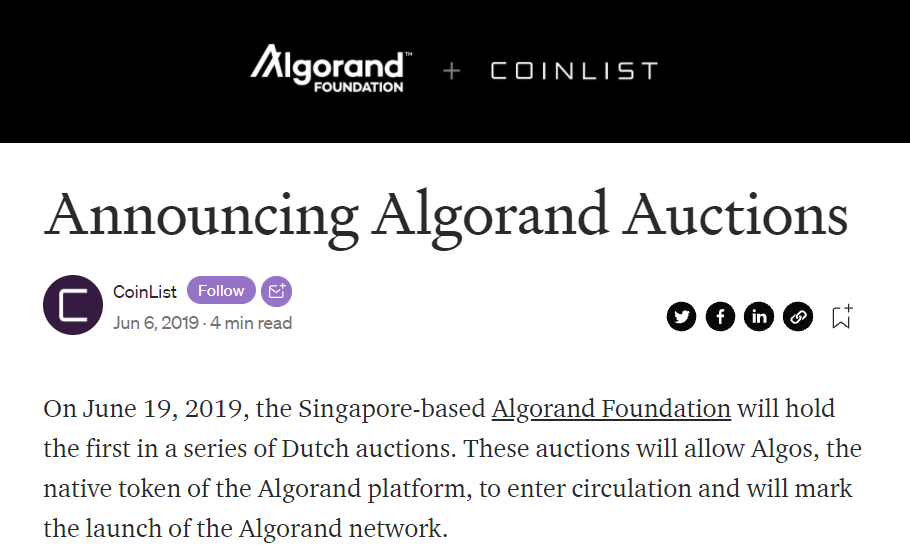 Algorand™ + COINLIST
FOUNDATION
Announcing Algorand Auctions
CoinList Follow
Jun 6, 2019 · 4 min read
On June 19, 2019, the Singapore-based Algorand Foundation will hold
the first in a series of Dutch auctions. These auctions will allow Algos, the
native token of the Algorand platform, to enter circulation and will mark
the launch of the Algorand network.